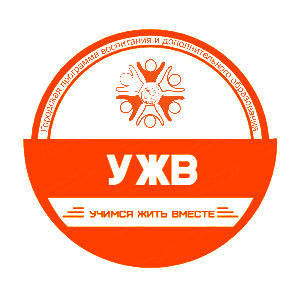 Городская программа воспитания и дополнительного образования
УЖВ
УЧИМСЯ ЖИТЬ ВМЕСТЕ